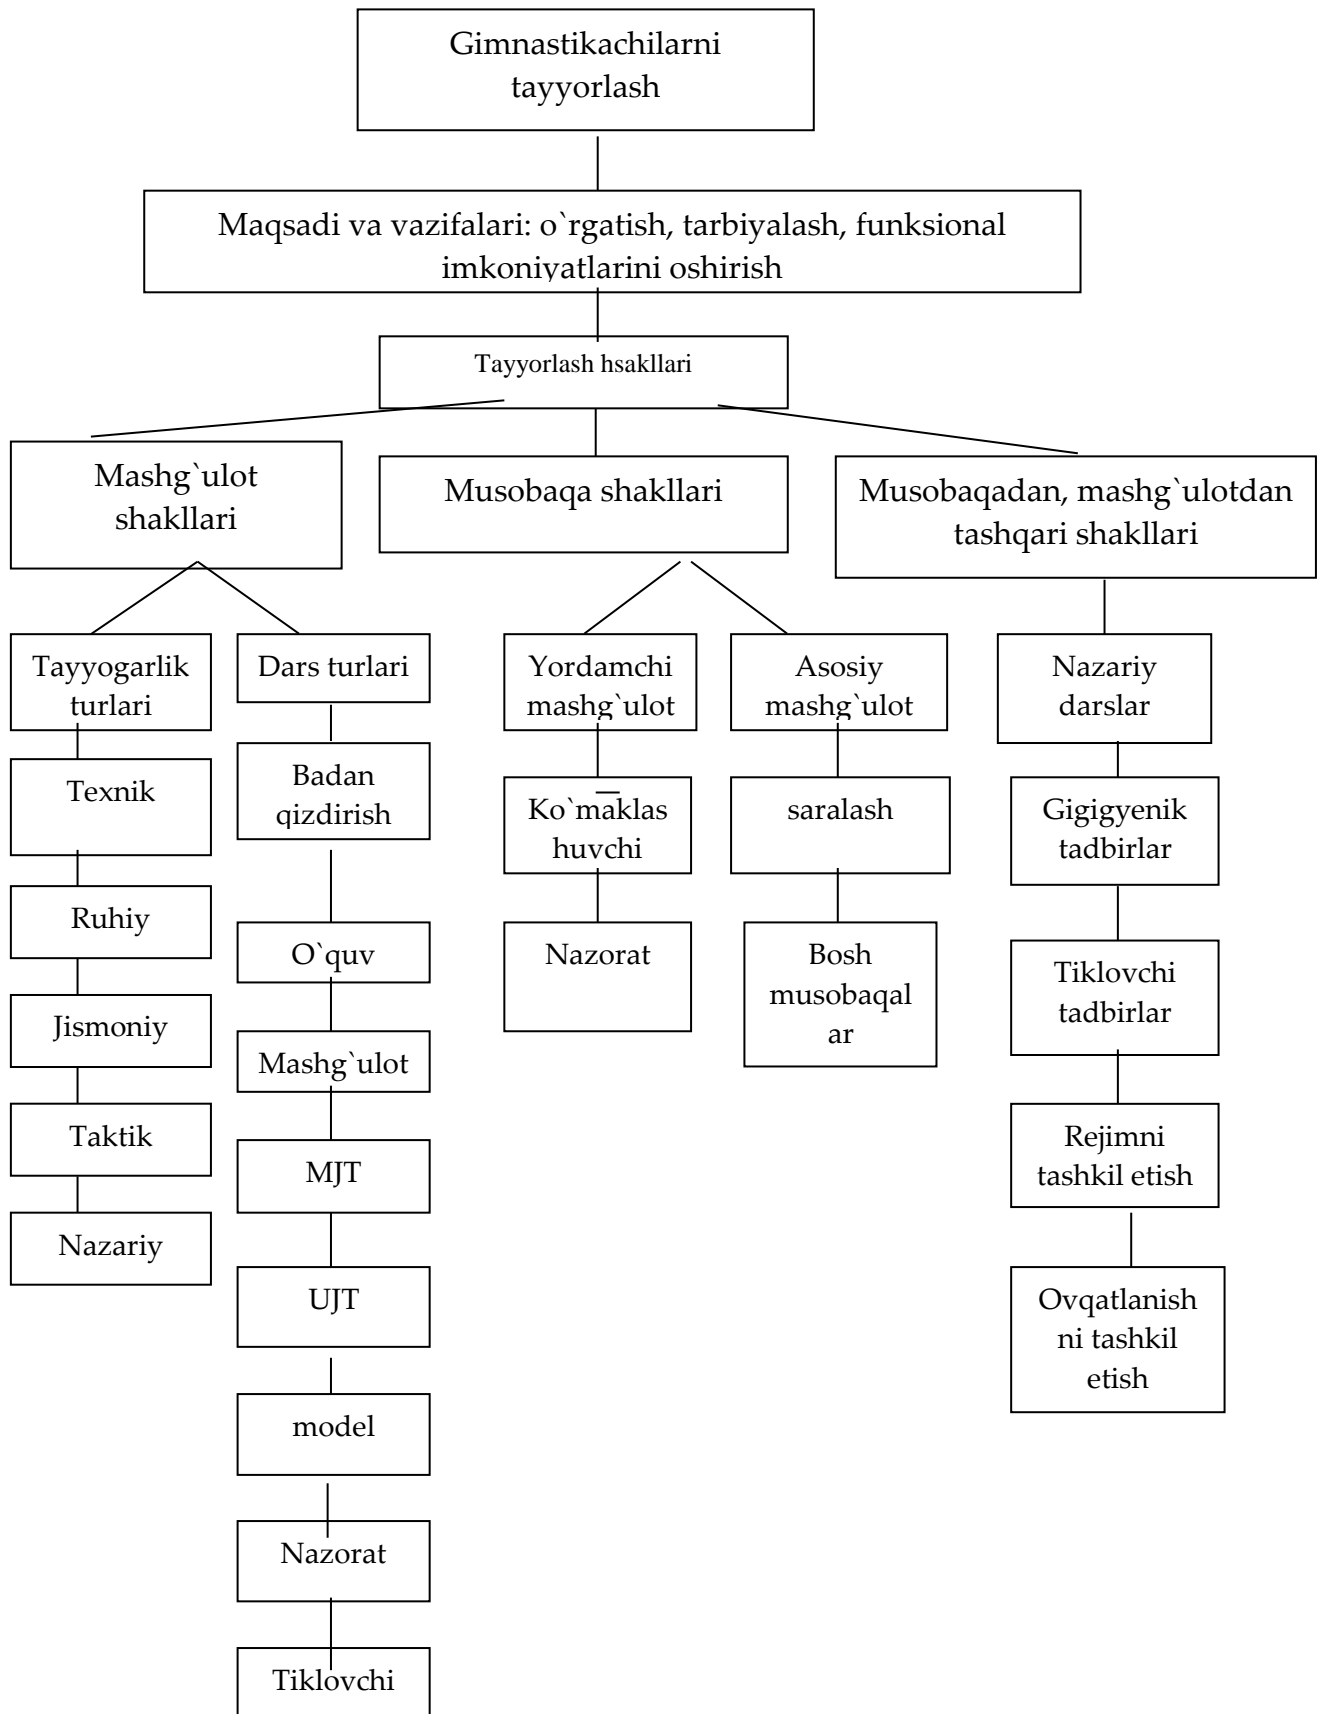 Gimnastikachilarni
tayyorlash
Maqsadi va vazifalari: o`rgatish, tarbiyalash, funksional
imkoniyatlarini oshirish
Tayyorlash hsakllari
Mashg`ulot
shakllari
Musobaqa shakllari
Musobaqadan, mashg`ulotdan
tashqari shakllari
Tayyogarlik
turlari
Texnik
Ruhiy
Jismoniy
Taktik
Nazariy
Dars turlari
Badan
qizdirish
O`quv
Mashg`ulot
MJT
UJT
model
Nazorat
Tiklovchi
Yordamchi
mashg`ulot
Ko`maklas
huvchi
Nazorat
Asosiy
mashg`ulot
saralash
Bosh
musobaqal
ar
Nazariy
darslar
Gigigyenik
tadbirlar
Tiklovchi
tadbirlar
Rejimni
tashkil etish
Ovqatlanish
ni tashkil
etish